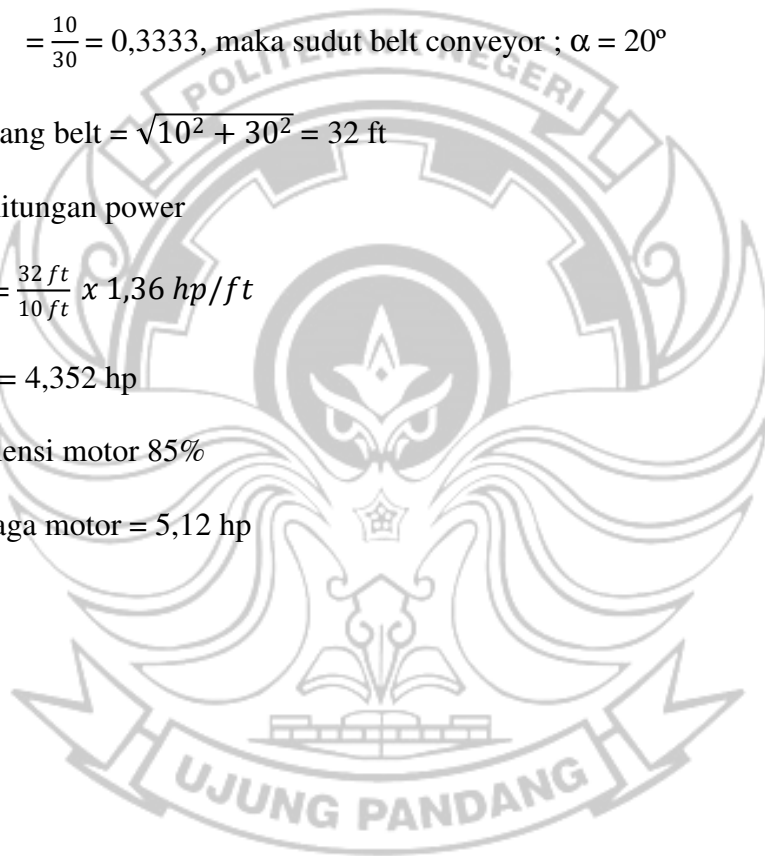 = 10/30 = 0,3333, maka sudut belt conveyor ; α = 20º
POLITEKNIK NEGERI
ang belt = √10² + 30² = 32 ft
itungan power
= 32 ft/10 ft x 1,36 hp/ft
= 4,352 hp
ensi motor 85%
aga motor = 5,12 hp
UJUNG PANDANG